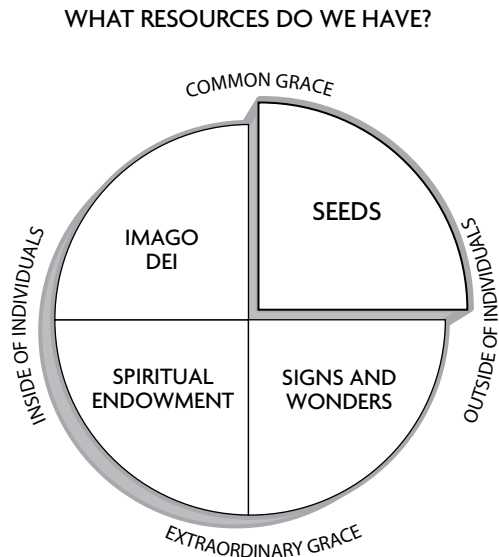 WHAT RESOURCES DO WE HAVE?
COMMON GRACE
IMAGO
DEI
SEEDS
INSIDE OF INDIVIDUALS
OUTSIDE OF INDIVIDUALS
SPIRITUAL
ENDOWMENT
SIGNS AND
WONDERS
EXTRAORDINARY GRACE